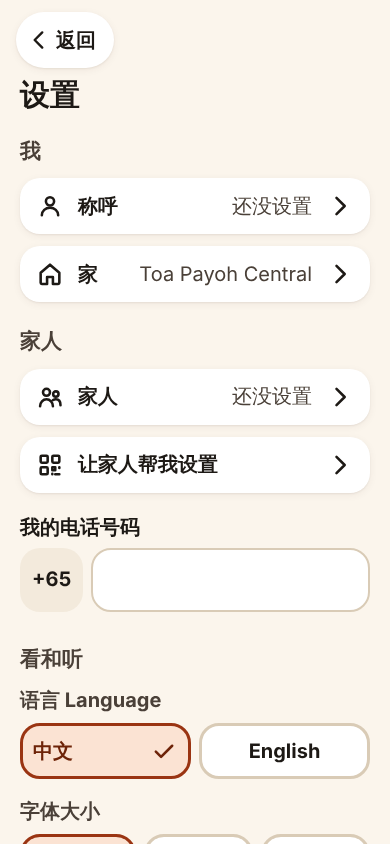 返回
设置
我
称呼 还没设置
家 Toa Payoh Central
家人
家人 还没设置
让家人帮我设置
我的电话号码
+65
看和听
语言 Language
中文 English
字体大小